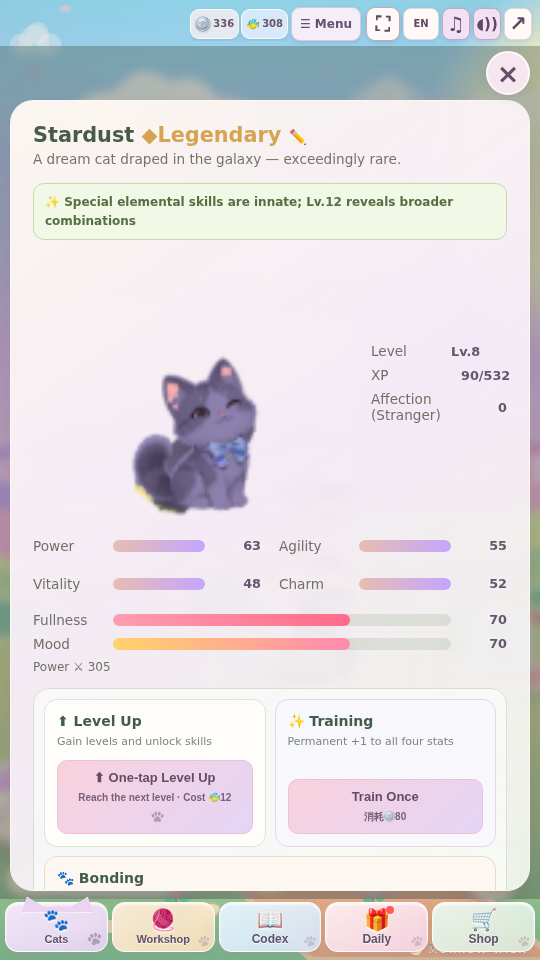 336
308
☰ Menu
EN
Stardust ◆Legendary
A dream cat draped in the galaxy — exceedingly rare.
✨ Special elemental skills are innate; Lv.12 reveals broader
combinations
Level Lv.8
XP 90/532
Affection
(Stranger) 0
Power 63 Agility 55
Vitality 48 Charm 52
Fullness 70
Mood 70
Power ⚔ 305
⬆ Level Up
Gain levels and unlock skills
⬆ One-tap Level Up
Reach the next level · Cost 12
✨ Training
Permanent +1 to all four stats
Train Once
消耗80
🐾 Bonding
Cats
Workshop
Codex
Daily
Shop